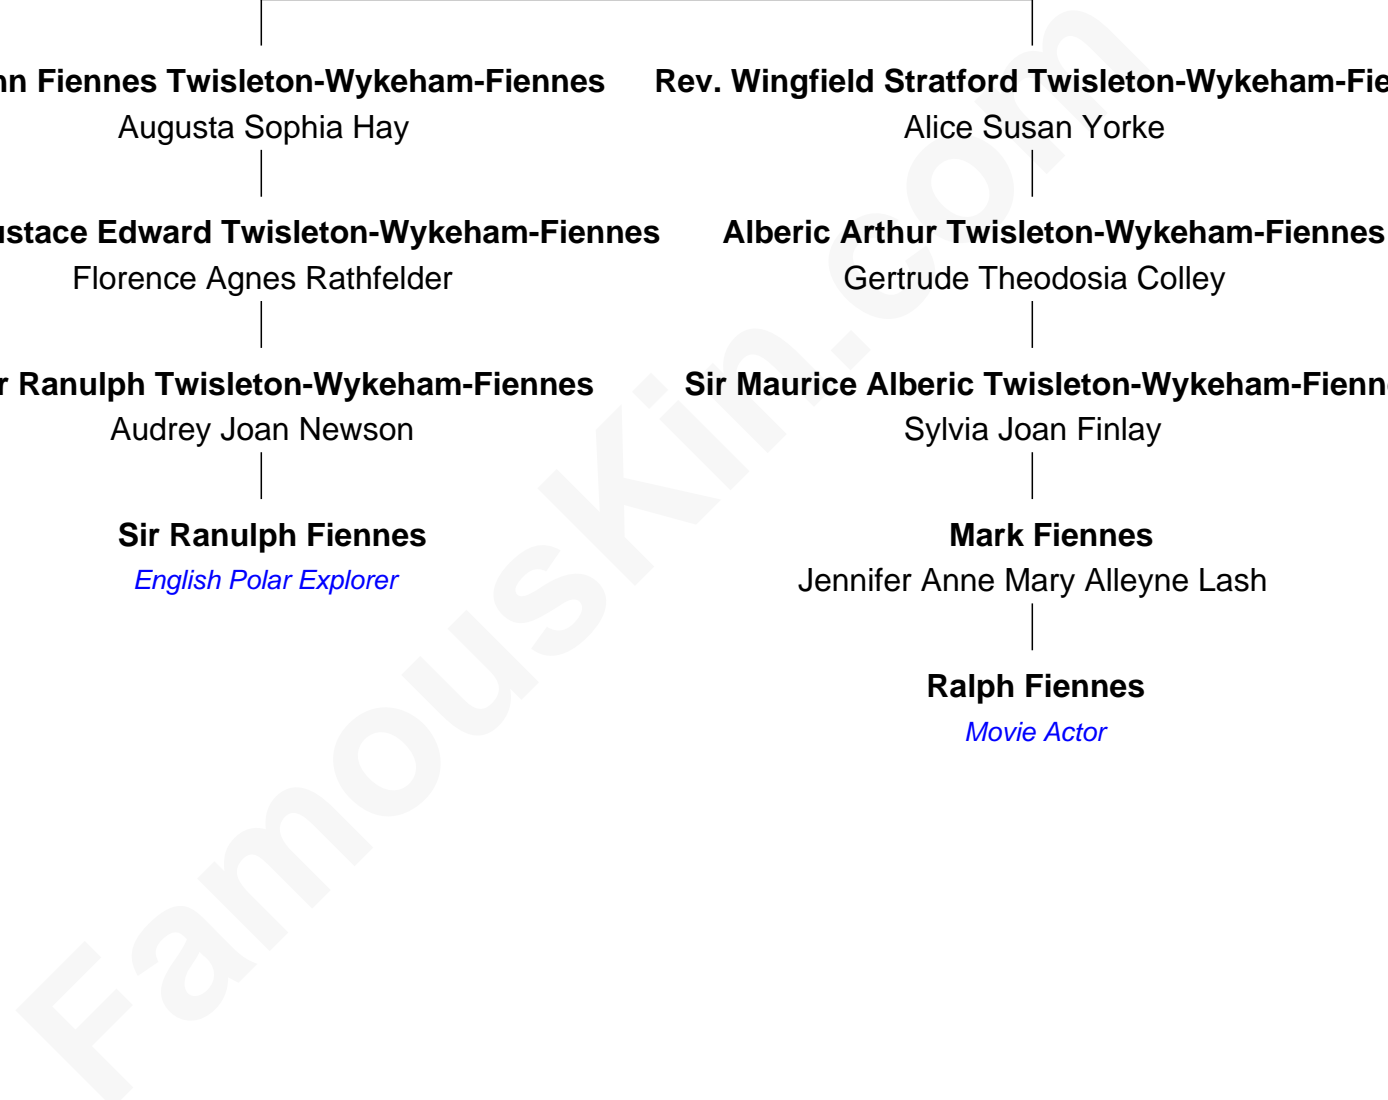 Fiennes Twisleton-Wykeham-Fiennes
Augusta Sophia Hay
Edward Twisleton-Wykeham-Fiennes
Florence Agnes Rathfelder
Ranulph Twisleton-Wykeham-Fiennes
Audrey Joan Newson
Sir Ranulph Fiennes
English Polar Explorer
Rev. Wingfield Stratford Twisleton-Wykeham-Fie
Alice Susan Yorke
Alberic Arthur Twisleton-Wykeham-Fiennes
Gertrude Theodosia Colley
Sir Maurice Alberic Twisleton-Wykeham-Fienn
Sylvia Joan Finlay
Mark Fiennes
Jennifer Anne Mary Alleyne Lash
Ralph Fiennes
Movie Actor
FamousKin.com